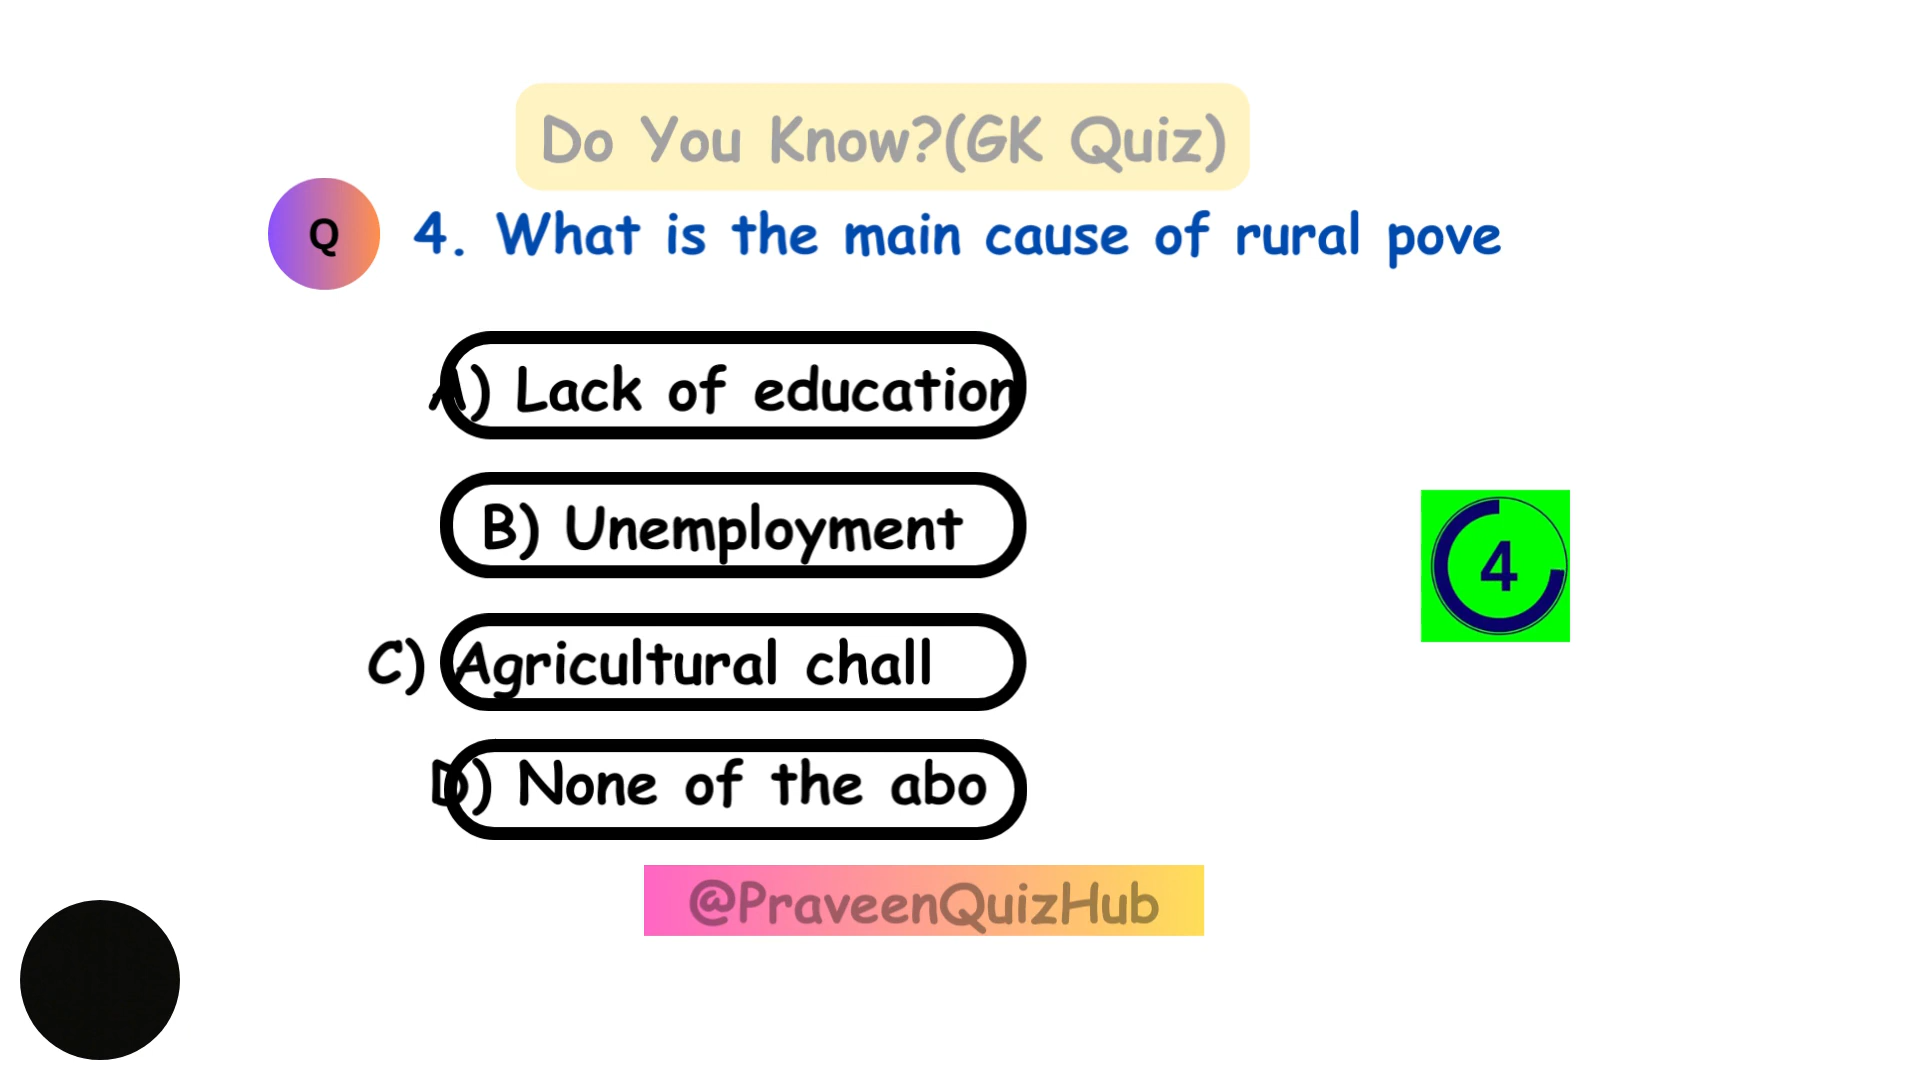 Do You Know?(GK Quiz)
Q
4. What is the main cause of rural pove
A) Lack of education
B) Unemployment
C) Agricultural chall
D) None of the abo
4
@PraveenQuizHub